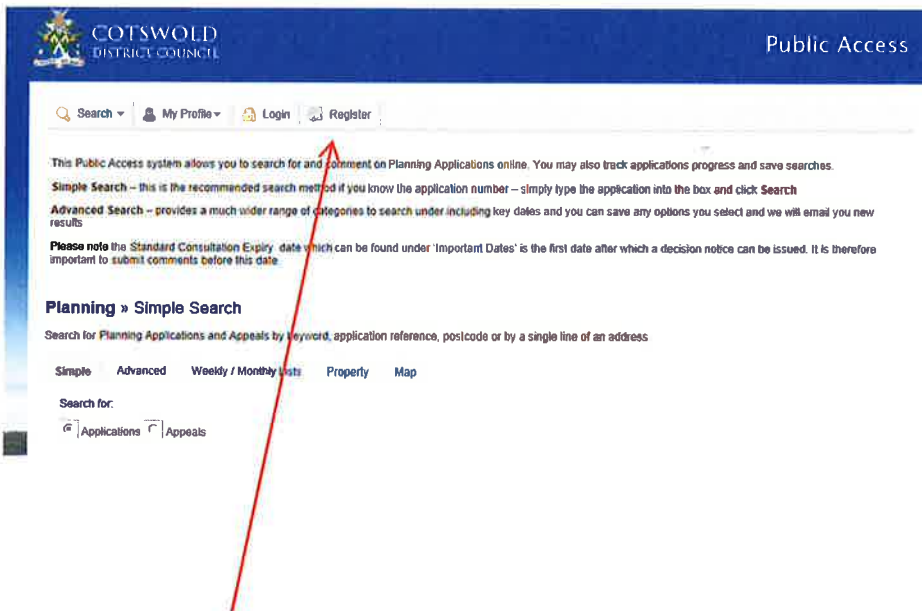 COTSWOLD
DISTRICT COUNCIL
Public Access
Search My Profile Login Register
This Public Access system allows you to search for and comment on Planning Applications online. You may also track applications progress and save searches.
Simple Search – this is the recommended search method if you know the application number – simply type the application into the box and click Search
Advanced Search – provides a much wider range of categories to search under including key dates and you can save any options you select and we will email you new
results
Please note the Standard Consultation Expiry date which can be found under 'Important Dates' is the first date after which a decision notice can be issued. It is therefore
important to submit comments before this date
Planning » Simple Search
Search for Planning Applications and Appeals by keyword, application reference, postcode or by a single line of an address
Simple Advanced Weekly / Monthly Lists Property Map
Search for:
Applications Appeals